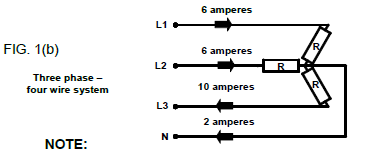 6 amperes
L1
R
FIG. 1(b)
6 amperes
L2
R
Three phase –
four wire system
10 amperes
R
L3
2 amperes
N
NOTE: